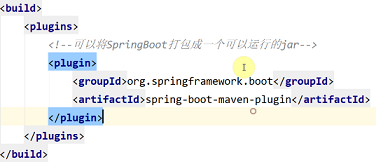 <build>
<plugins>
<!--可以将SpringBoot打包成一个可以运行的jar-->
<plugin>
<groupId>org.springframework.boot</groupId>
<artifactId>spring-boot-maven-plugin</artifactId>
</plugin>
</plugins>
</build>